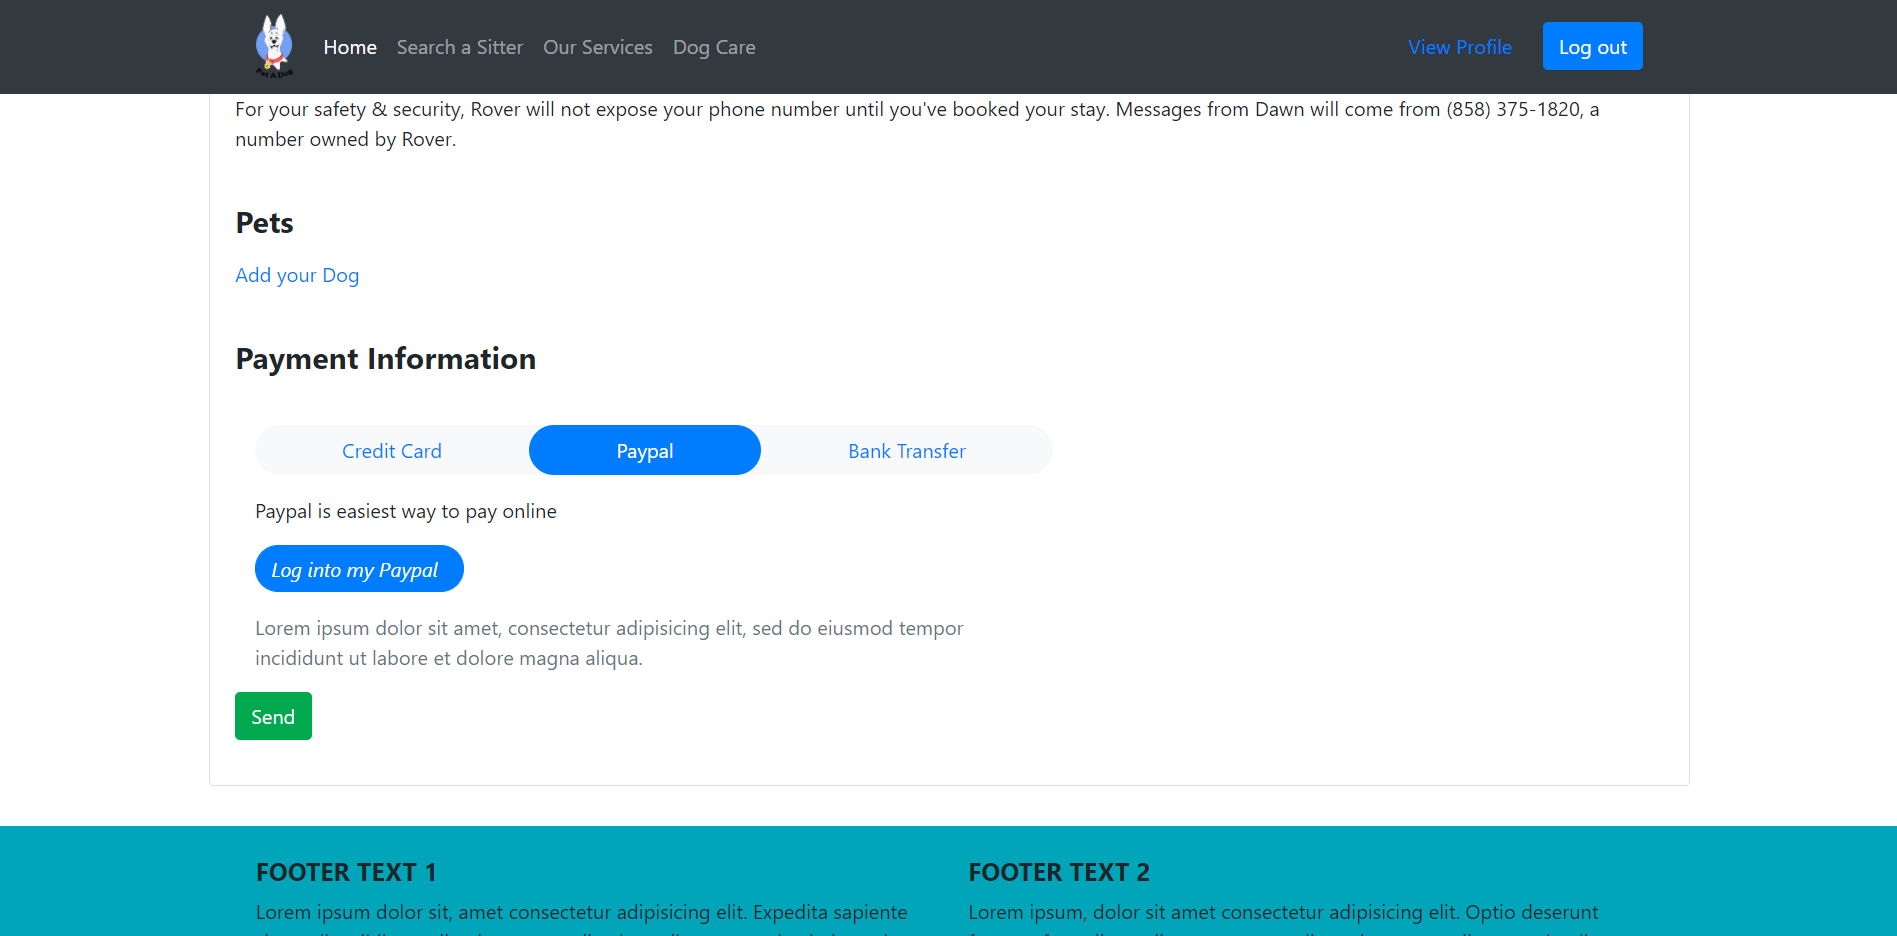 Pet A Dog
Home Search a Sitter Our Services Dog Care View Profile Log out
For your safety & security, Rover will not expose your phone number until you've booked your stay. Messages from Dawn will come from (858) 375-1820, a
number owned by Rover.
Pets
Add your Dog
Payment Information
Credit Card Paypal Bank Transfer
Paypal is easiest way to pay online
Log into my Paypal
Lorem ipsum dolor sit amet, consectetur adipisicing elit, sed do eiusmod tempor
incididunt ut labore et dolore magna aliqua.
Send
FOOTER TEXT 1
Lorem ipsum dolor sit, amet consectetur adipisicing elit. Expedita sapiente
FOOTER TEXT 2
Lorem ipsum, dolor sit amet consectetur adipisicing elit. Optio deserunt